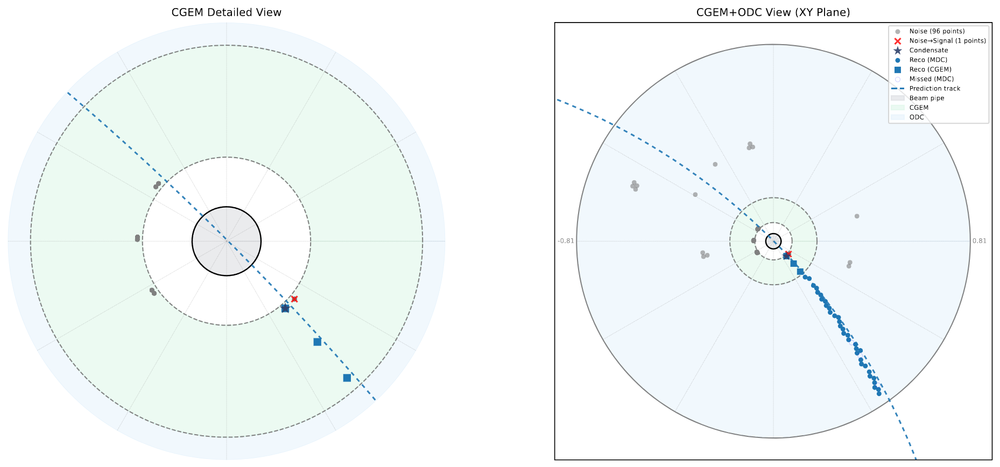 CGEM Detailed View
CGEM+ODC View (XY Plane)
Noise (96 points)
Noise→Signal (1 points)
Condensate
Reco (MDC)
Reco (CGEM)
Missed (MDC)
Prediction track
Beam pipe
CGEM
ODC
-0.81
0.81